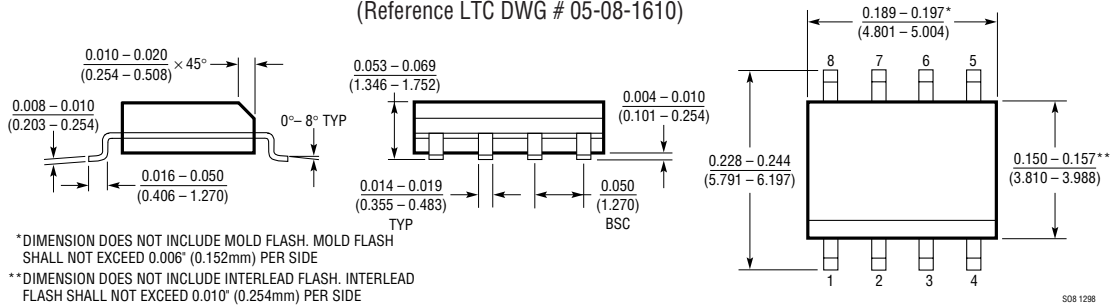 (Reference LTC DWG # 05-08-1610)
0.010 – 0.020
(0.254 – 0.508)
× 45°
0.008 – 0.010
(0.203 – 0.254)
0°– 8° TYP
0.016 – 0.050
(0.406 – 1.270)
0.053 – 0.069
(1.346 – 1.752)
0.004 – 0.010
(0.101 – 0.254)
0.014 – 0.019
(0.355 – 0.483)
TYP
0.050
(1.270)
BSC
0.189 – 0.197*
(4.801 – 5.004)
8 7 6 5
0.228 – 0.244
(5.791 – 6.197)
0.150 – 0.157**
(3.810 – 3.988)
1 2 3 4
*DIMENSION DOES NOT INCLUDE MOLD FLASH. MOLD FLASH
SHALL NOT EXCEED 0.006" (0.152mm) PER SIDE
**DIMENSION DOES NOT INCLUDE INTERLEAD FLASH. INTERLEAD
FLASH SHALL NOT EXCEED 0.010" (0.254mm) PER SIDE
SO8 1298